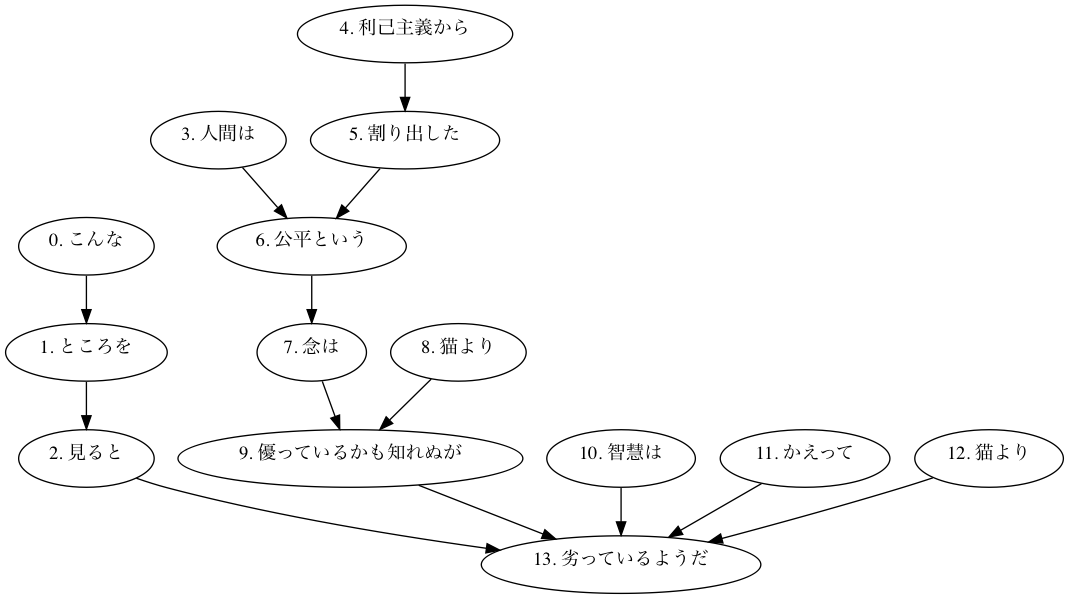 4. 利己主義から
3. 人間は
5. 割り出した
0. こんな
6. 公平という
1. ところを
7. 念は
8. 猫より
2. 見ると
9. 優っているかも知れぬが
10. 智慧は
11. かえって
12. 猫より
13. 劣っているようだ